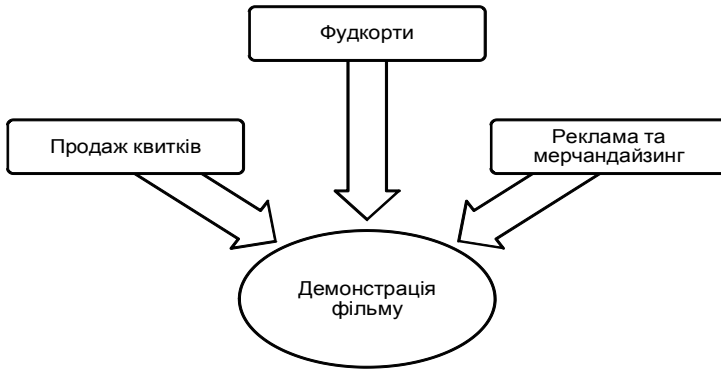 Фудкорти
Продаж квитків
Реклама та
мерчандайзинг
Демонстрація
фільму